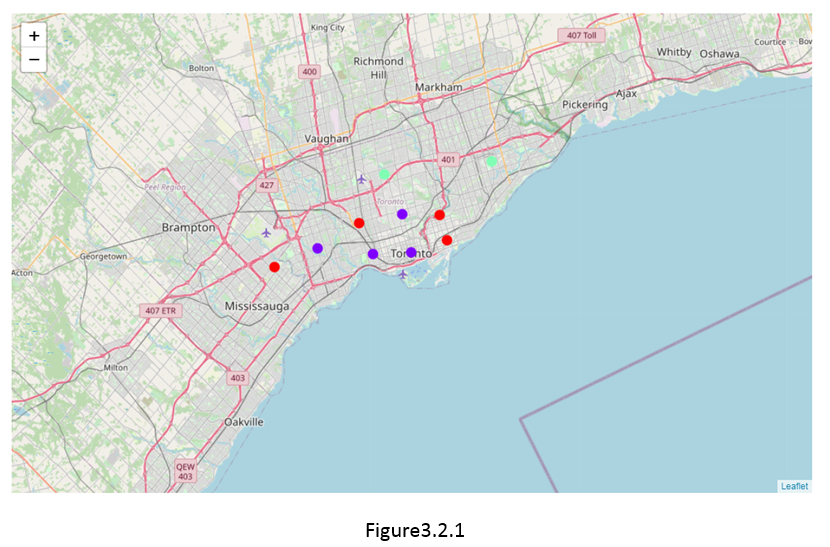 +
−
King City
407 Toll
Courtice
Bow
Whitby
Oshawa
Bolton
400
Richmond
Hill
Markham
Ajax
Pickering
Vaughan
401
427
Peel Region
Toronto
Brampton
Georgetown
Toronto
Acton
Mississauga
407 ETR
Milton
403
Oakville
QEW
403
Leaflet
Figure3.2.1